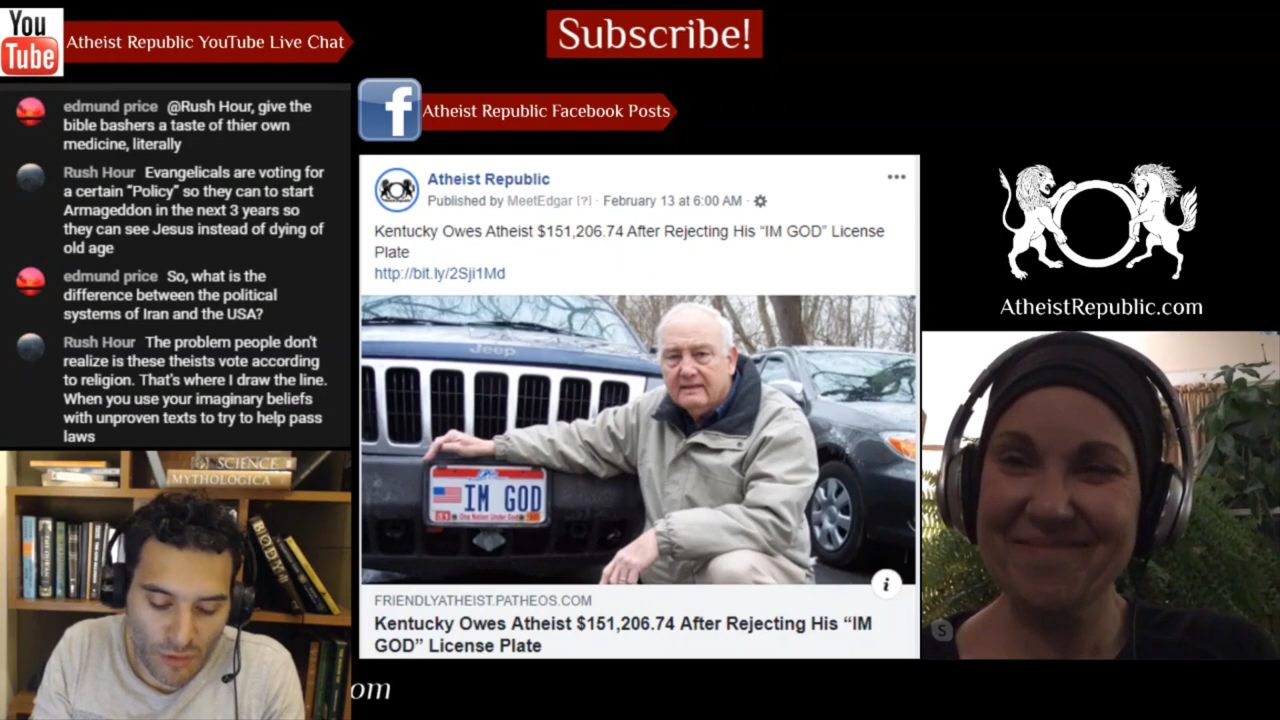 You
Tube
Atheist Republic YouTube Live Chat
Subscribe!
edmund price @Rush Hour, give the
bible bashers a taste of thier own
medicine, literally
Rush Hour Evangelicals are voting for
a certain "Policy" so they can to start
Armageddon in the next 3 years so
they can see Jesus instead of dying of
old age
edmund price So, what is the
difference between the political
systems of Iran and the USA?
Rush Hour The problem people don't
realize is these theists vote according
to religion. That's where I draw the line.
When you use your imaginary beliefs
with unproven texts to try to help pass
laws
f
Atheist Republic Facebook Posts
Atheist Republic
Published by MeetEdgar [?] · February 13 at 6:00 AM ·
Kentucky Owes Atheist $151,206.74 After Rejecting His “IM GOD” License
Plate
http://bit.ly/2Sji1Md
Jeep
IM GOD
One Nation Under God
i
FRIENDLYATHEIST.PATHEOS.COM
Kentucky Owes Atheist $151,206.74 After Rejecting His “IM
GOD” License Plate
AtheistRepublic.com
S
SCIENCE
MYTHOLOGICA
BODY
om